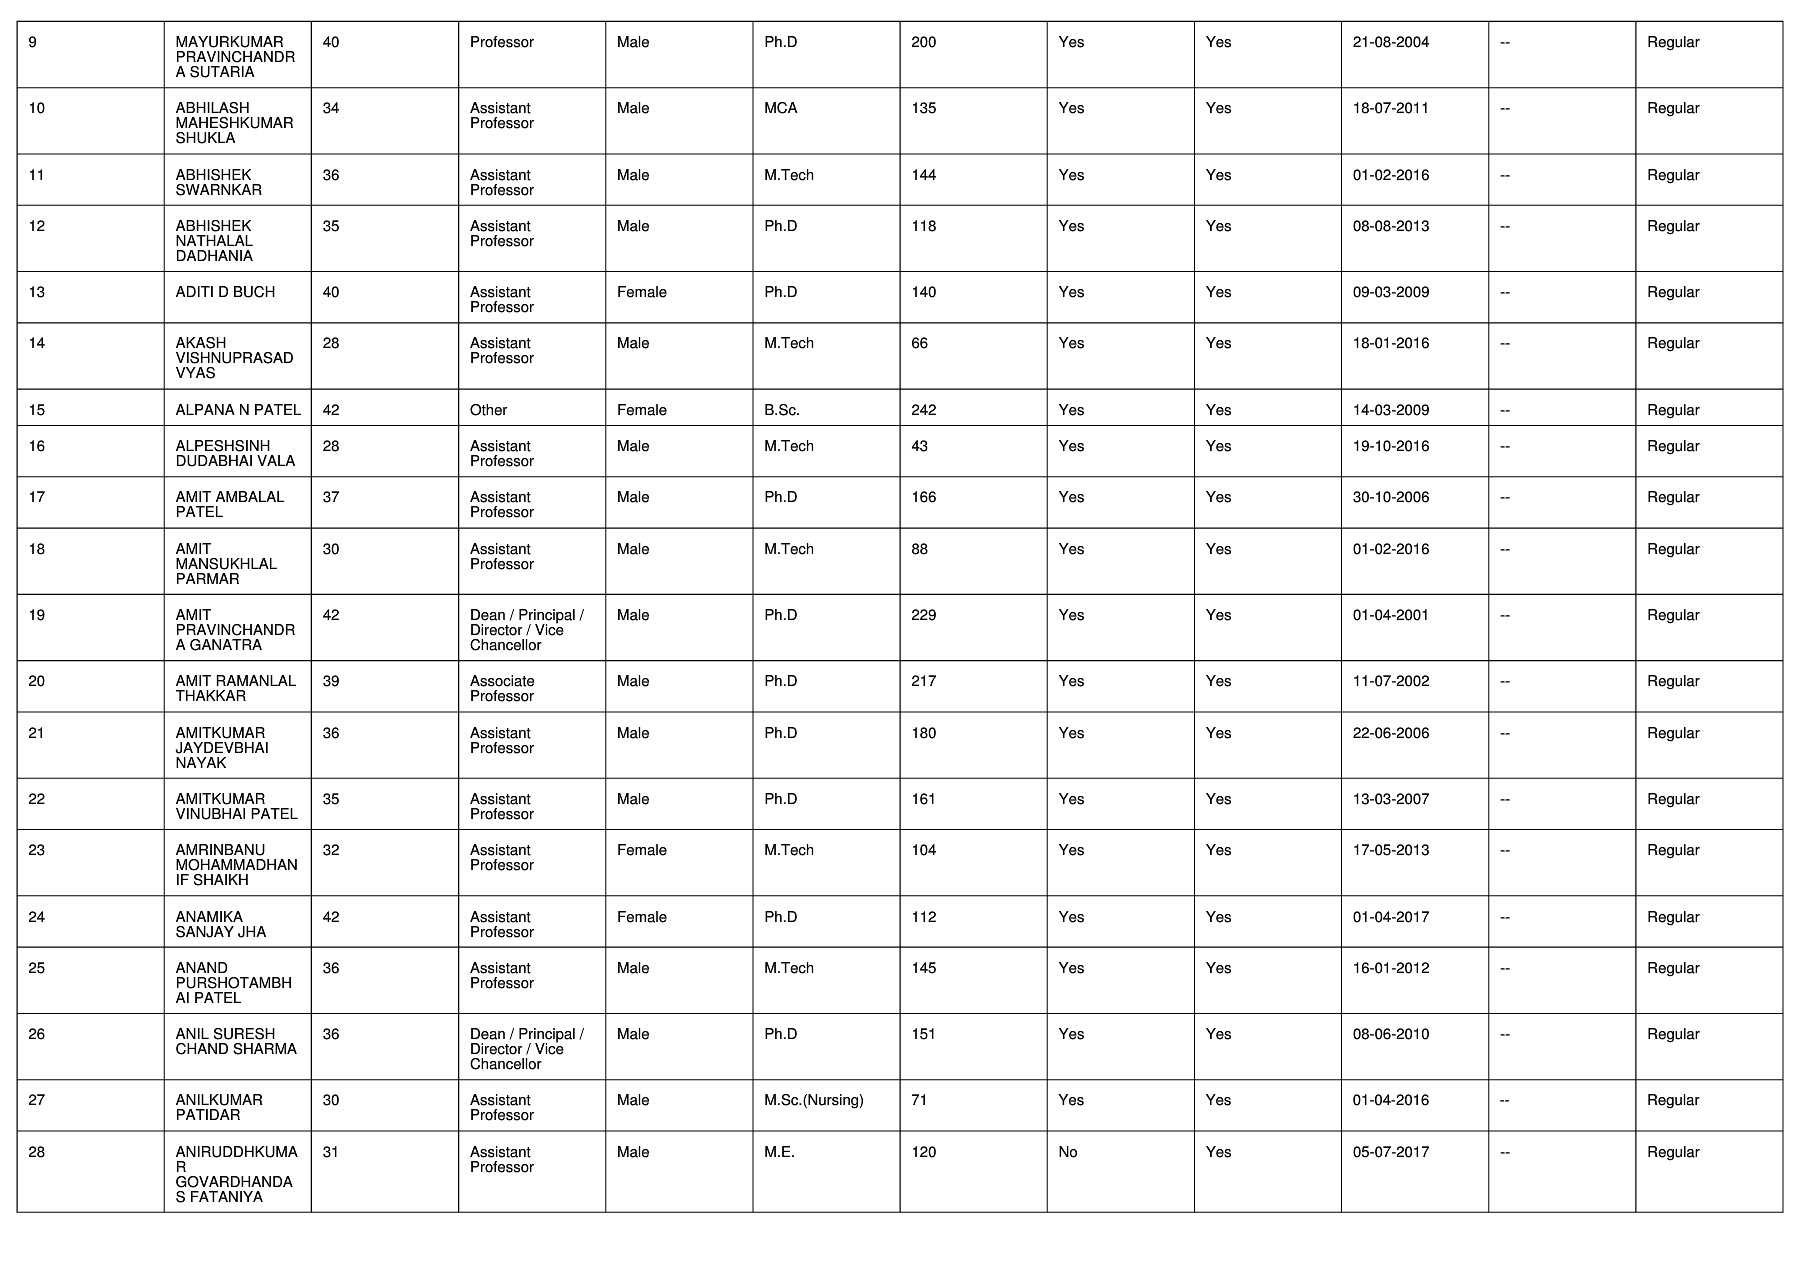 9 MAYURKUMAR 40 Professor Male Ph.D 200 Yes Yes 21-08-2004 -- Regular
PRAVINCHANDR
A SUTARIA
10 ABHILASH 34 Assistant Male MCA 135 Yes Yes 18-07-2011 -- Regular
MAHESHKUMAR Professor
SHUKLA
11 ABHISHEK 36 Assistant Male M.Tech 144 Yes Yes 01-02-2016 -- Regular
SWARNKAR Professor
12 ABHISHEK 35 Assistant Male Ph.D 118 Yes Yes 08-08-2013 -- Regular
NATHALAL Professor
DADHANIA
13 ADITI D BUCH 40 Assistant Female Ph.D 140 Yes Yes 09-03-2009 -- Regular
Professor
14 AKASH 28 Assistant Male M.Tech 66 Yes Yes 18-01-2016 -- Regular
VISHNUPRASAD Professor
VYAS
15 ALPANA N PATEL 42 Other Female B.Sc. 242 Yes Yes 14-03-2009 -- Regular
16 ALPESHSINH 28 Assistant Male M.Tech 43 Yes Yes 19-10-2016 -- Regular
DUDABHAI VALA Professor
17 AMIT AMBALAL 37 Assistant Male Ph.D 166 Yes Yes 30-10-2006 -- Regular
PATEL Professor
18 AMIT 30 Assistant Male M.Tech 88 Yes Yes 01-02-2016 -- Regular
MANSUKHLAL Professor
PARMAR
19 AMIT 42 Dean / Principal / Male Ph.D 229 Yes Yes 01-04-2001 -- Regular
PRAVINCHANDR Director / Vice
A GANATRA Chancellor
20 AMIT RAMANLAL 39 Associate Male Ph.D 217 Yes Yes 11-07-2002 -- Regular
THAKKAR Professor
21 AMITKUMAR 36 Assistant Male Ph.D 180 Yes Yes 22-06-2006 -- Regular
JAYDEVBHAI Professor
NAYAK
22 AMITKUMAR 35 Assistant Male Ph.D 161 Yes Yes 13-03-2007 -- Regular
VINUBHAI PATEL Professor
23 AMRINBANU 32 Assistant Female M.Tech 104 Yes Yes 17-05-2013 -- Regular
MOHAMMADHAN Professor
IF SHAIKH
24 ANAMIKA 42 Assistant Female Ph.D 112 Yes Yes 01-04-2017 -- Regular
SANJAY JHA Professor
25 ANAND 36 Assistant Male M.Tech 145 Yes Yes 16-01-2012 -- Regular
PURSHOTAMBH Professor
AI PATEL
26 ANIL SURESH 36 Dean / Principal / Male Ph.D 151 Yes Yes 08-06-2010 -- Regular
CHAND SHARMA Director / Vice
Chancellor
27 ANILKUMAR 30 Assistant Male M.Sc.(Nursing) 71 Yes Yes 01-04-2016 -- Regular
PATIDAR Professor
28 ANIRUDDHKUMA 31 Assistant Male M.E. 120 No Yes 05-07-2017 -- Regular
R Professor
GOVARDHANDA
S FATANIYA